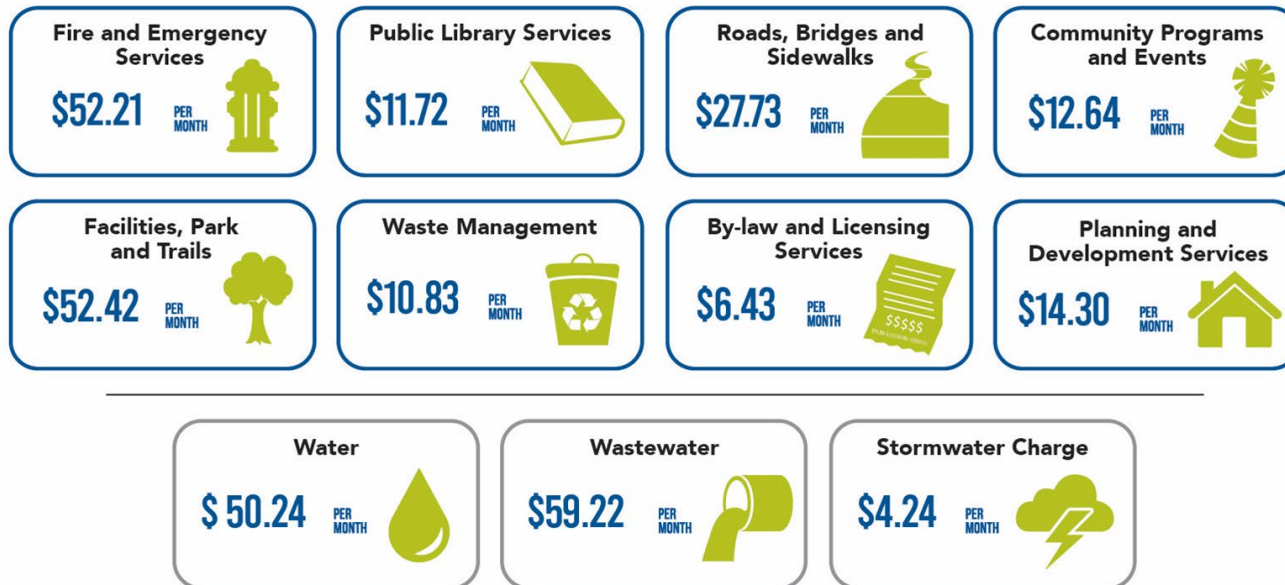 Fire and Emergency
Services
$52.21 PER
MONTH
Public Library Services
$11.72 PER
MONTH
Roads, Bridges and
Sidewalks
$27.73 PER
MONTH
Community Programs
and Events
$12.64 PER
MONTH
Facilities, Park
and Trails
$52.42 PER
MONTH
Waste Management
$10.83 PER
MONTH
By-law and Licensing
Services
$6.43 PER
MONTH
$$$$$
Planning and
Development Services
$14.30 PER
MONTH
Water
$ 50.24 PER
MONTH
Wastewater
$59.22 PER
MONTH
Stormwater Charge
$4.24 PER
MONTH